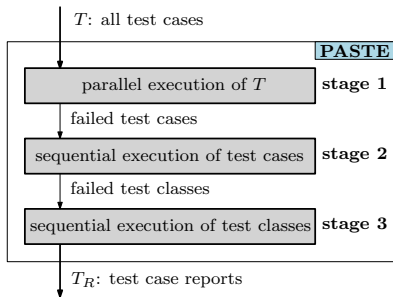 T: all test cases
PASTE
parallel execution of T
stage 1
failed test cases
sequential execution of test cases
stage 2
failed test classes
sequential execution of test classes
stage 3
T_R: test case reports